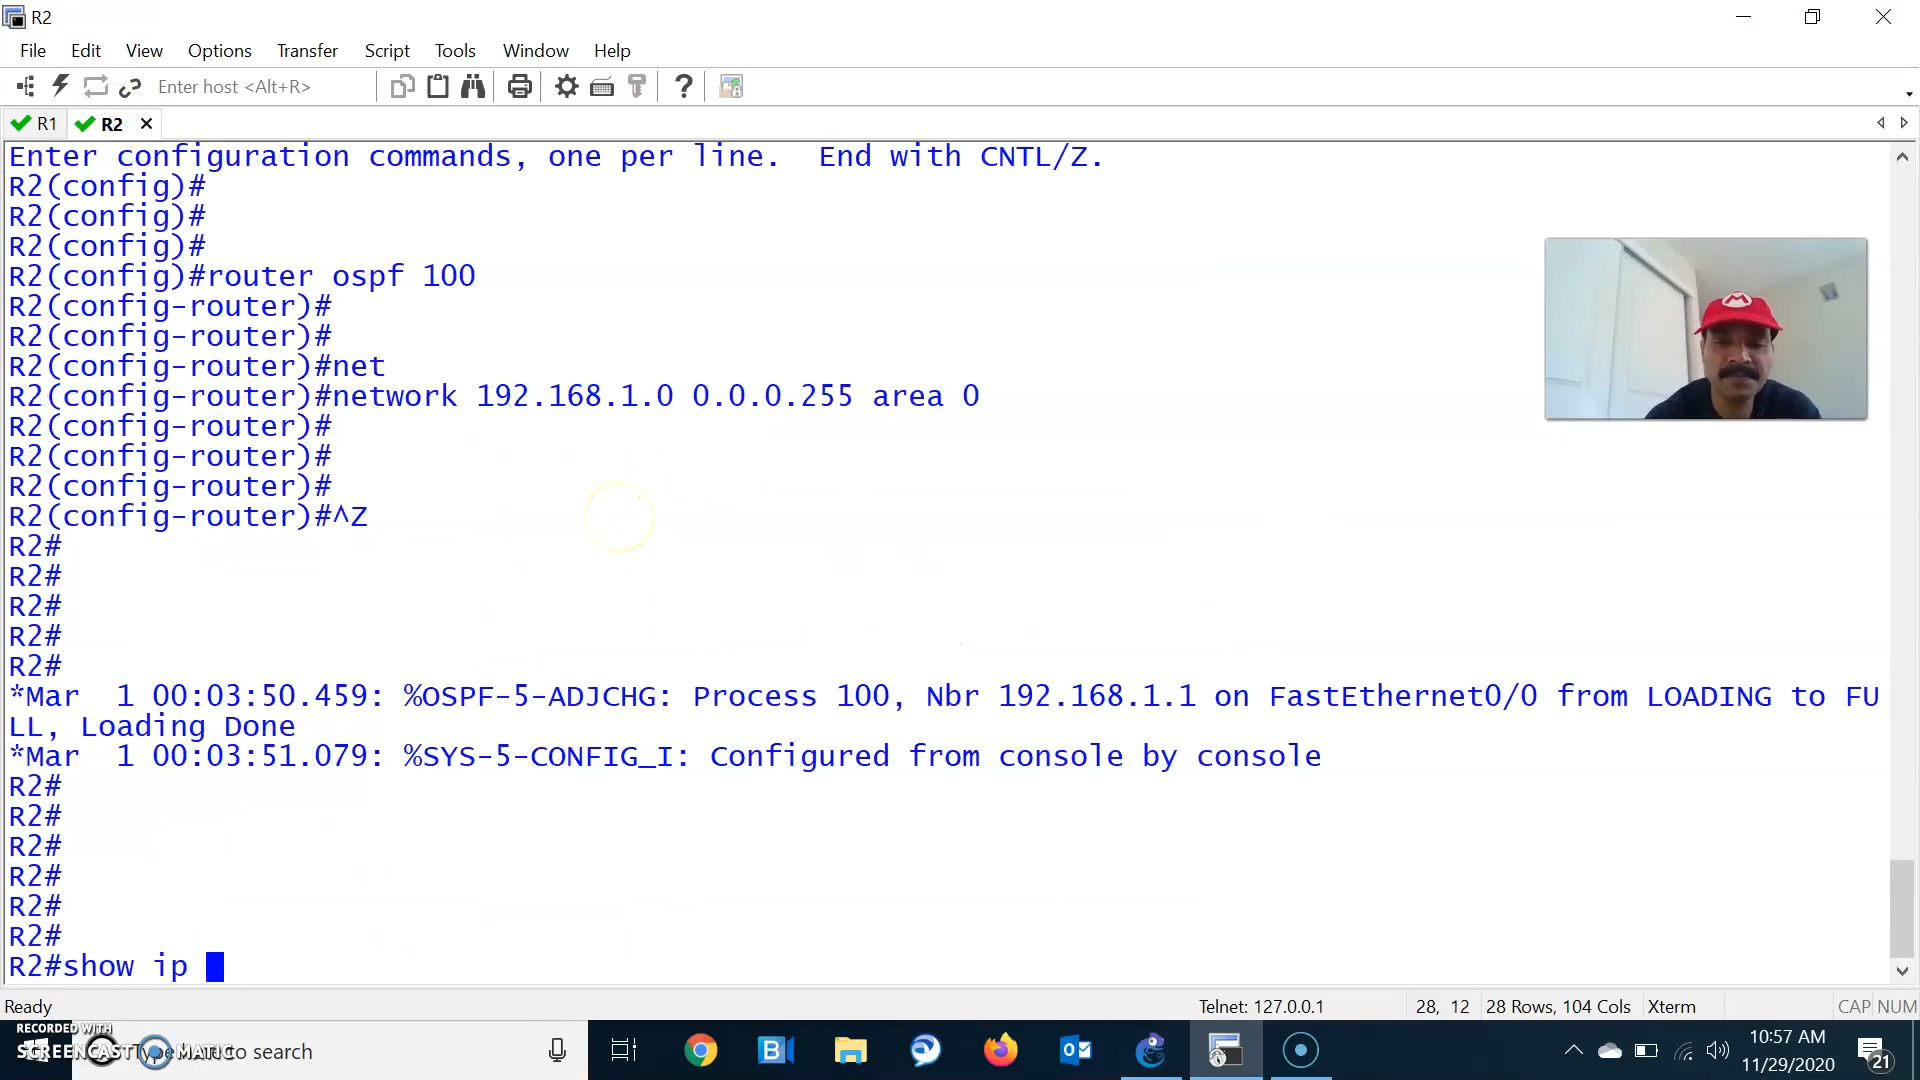 R2
File Edit View Options Transfer Script Tools Window Help
Enter host <Alt+R>
R1 R2
Enter configuration commands, one per line.  End with CNTL/Z.
R2(config)#
R2(config)#
R2(config)#
R2(config)#router ospf 100
R2(config-router)#
R2(config-router)#
R2(config-router)#net
R2(config-router)#network 192.168.1.0 0.0.0.255 area 0
R2(config-router)#
R2(config-router)#
R2(config-router)#
R2(config-router)#^Z
R2#
R2#
R2#
R2#
R2#
*Mar  1 00:03:50.459: %OSPF-5-ADJCHG: Process 100, Nbr 192.168.1.1 on FastEthernet0/0 from LOADING to FU
LL, Loading Done
*Mar  1 00:03:51.079: %SYS-5-CONFIG_I: Configured from console by console
R2#
R2#
R2#
R2#
R2#
R2#
R2#show ip
Ready Telnet: 127.0.0.1 28, 12 28 Rows, 104 Cols Xterm CAP NUM
RECORDED WITH
SCREENCAST MATIC
Type here to search
10:57 AM
11/29/2020
21